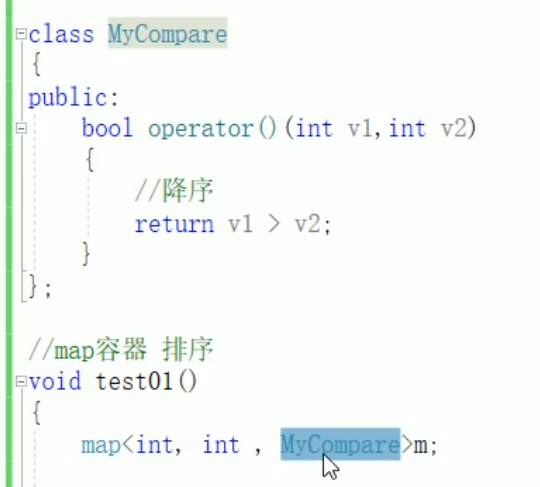 class MyCompare
{
public:
bool operator()(int v1,int v2)
{
//降序
return v1 > v2;
}
};
//map容器 排序
void test01()
{
map<int, int , MyCompare>m;